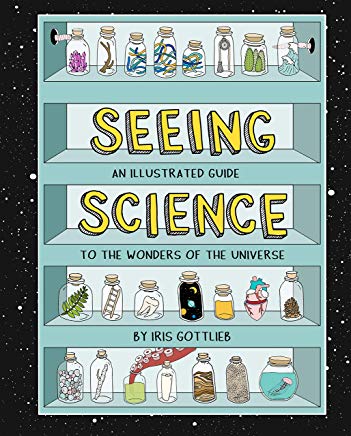 SEEING
AN ILLUSTRATED GUIDE
SCIENCE
TO THE WONDERS OF THE UNIVERSE
BY IRIS GOTTLIEB